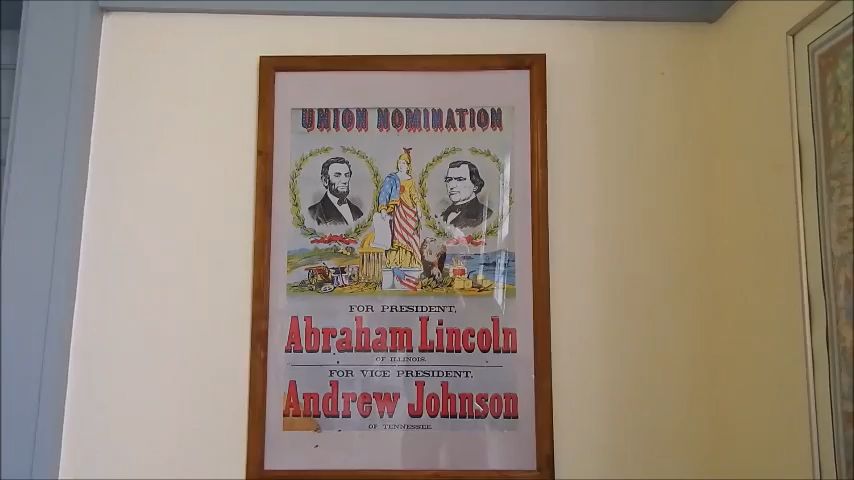 UNION NOMINATION
FOR PRESIDENT,
Abraham Lincoln
OF ILLINOIS.
FOR VICE PRESIDENT,
Andrew Johnson
OF TENNESSEE.